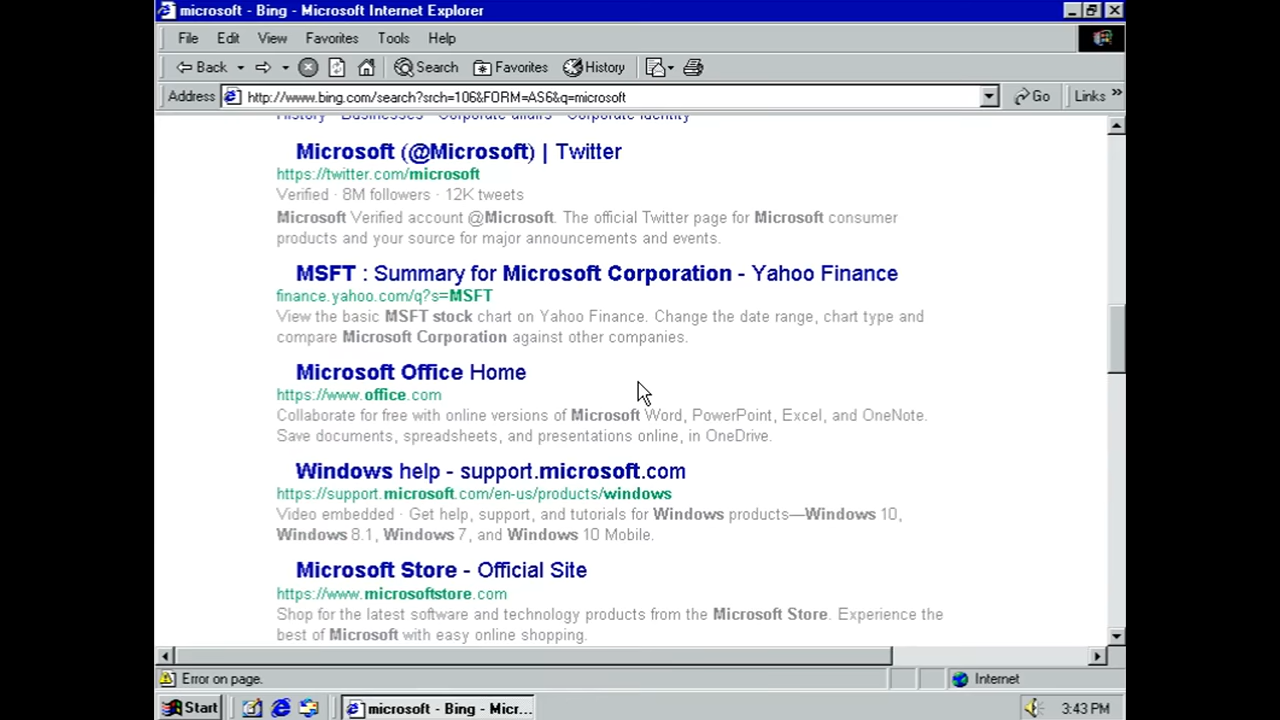 microsoft - Bing - Microsoft Internet Explorer
File Edit View Favorites Tools Help
Back Search Favorites History
Address http://www.bing.com/search?srch=106&FORM=AS6&q=microsoft Go Links »
History · Businesses · Corporate affairs · Corporate identity
Microsoft (@Microsoft) | Twitter
https://twitter.com/microsoft
Verified · 8M followers · 12K tweets
Microsoft Verified account @Microsoft. The official Twitter page for Microsoft consumer
products and your source for major announcements and events.
MSFT : Summary for Microsoft Corporation - Yahoo Finance
finance.yahoo.com/q?s=MSFT
View the basic MSFT stock chart on Yahoo Finance. Change the date range, chart type and
compare Microsoft Corporation against other companies.
Microsoft Office Home
https://www.office.com
Collaborate for free with online versions of Microsoft Word, PowerPoint, Excel, and OneNote.
Save documents, spreadsheets, and presentations online, in OneDrive.
Windows help - support.microsoft.com
https://support.microsoft.com/en-us/products/windows
Video embedded · Get help, support, and tutorials for Windows products—Windows 10,
Windows 8.1, Windows 7, and Windows 10 Mobile.
Microsoft Store - Official Site
https://www.microsoftstore.com
Shop for the latest software and technology products from the Microsoft Store. Experience the
best of Microsoft with easy online shopping.
Error on page. Internet
Start microsoft - Bing - Micr... 3:43 PM